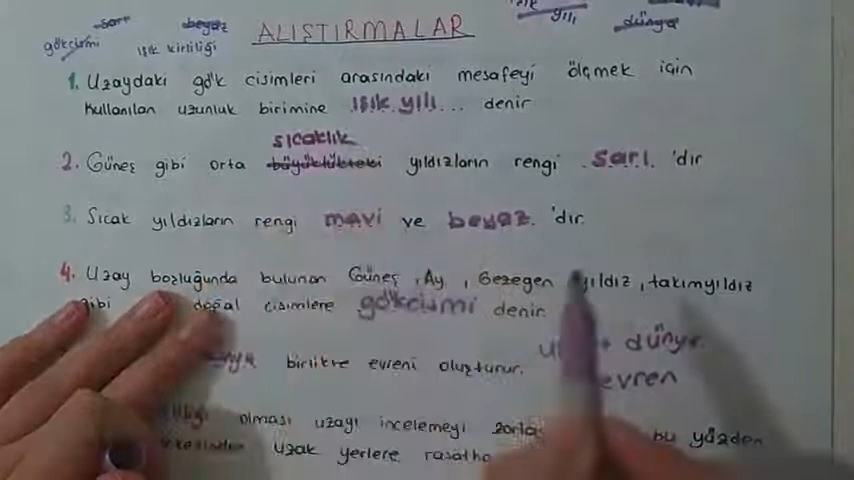 sarı beyaz ALIŞTIRMALAR yılı dünya
gökcismi ışık kirliliği
1. Uzaydaki gök cisimleri arasındaki mesafeyi ölçmek için
kullanılan uzunluk birimine ışık yılı... denir
sıcaklık
2. Güneş gibi orta büyüklükteki yıldızların rengi .sarı. 'dır
3. Sıcak yıldızların rengi mavi ve beyaz. 'dır.
4. Uzay boşluğunda bulunan Güneş, Ay, Gezegen yıldız, takımyıldız
gibi doğal cisimlere gökcismi denir.
birlikte evreni oluşturur. + dünya
evren
olması uzayı incelemeyi bu yüzden
uzak yerlere